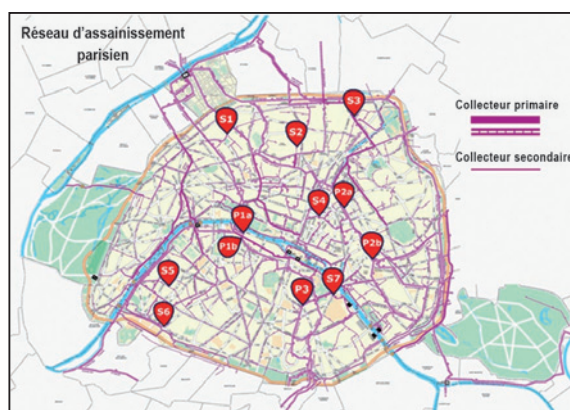 Réseau d'assainissement
parisien
Collecteur primaire
Collecteur secondaire
S1
S2
S3
P2a
S4
P1a
P1b
P2b
S5
S7
P3
S6